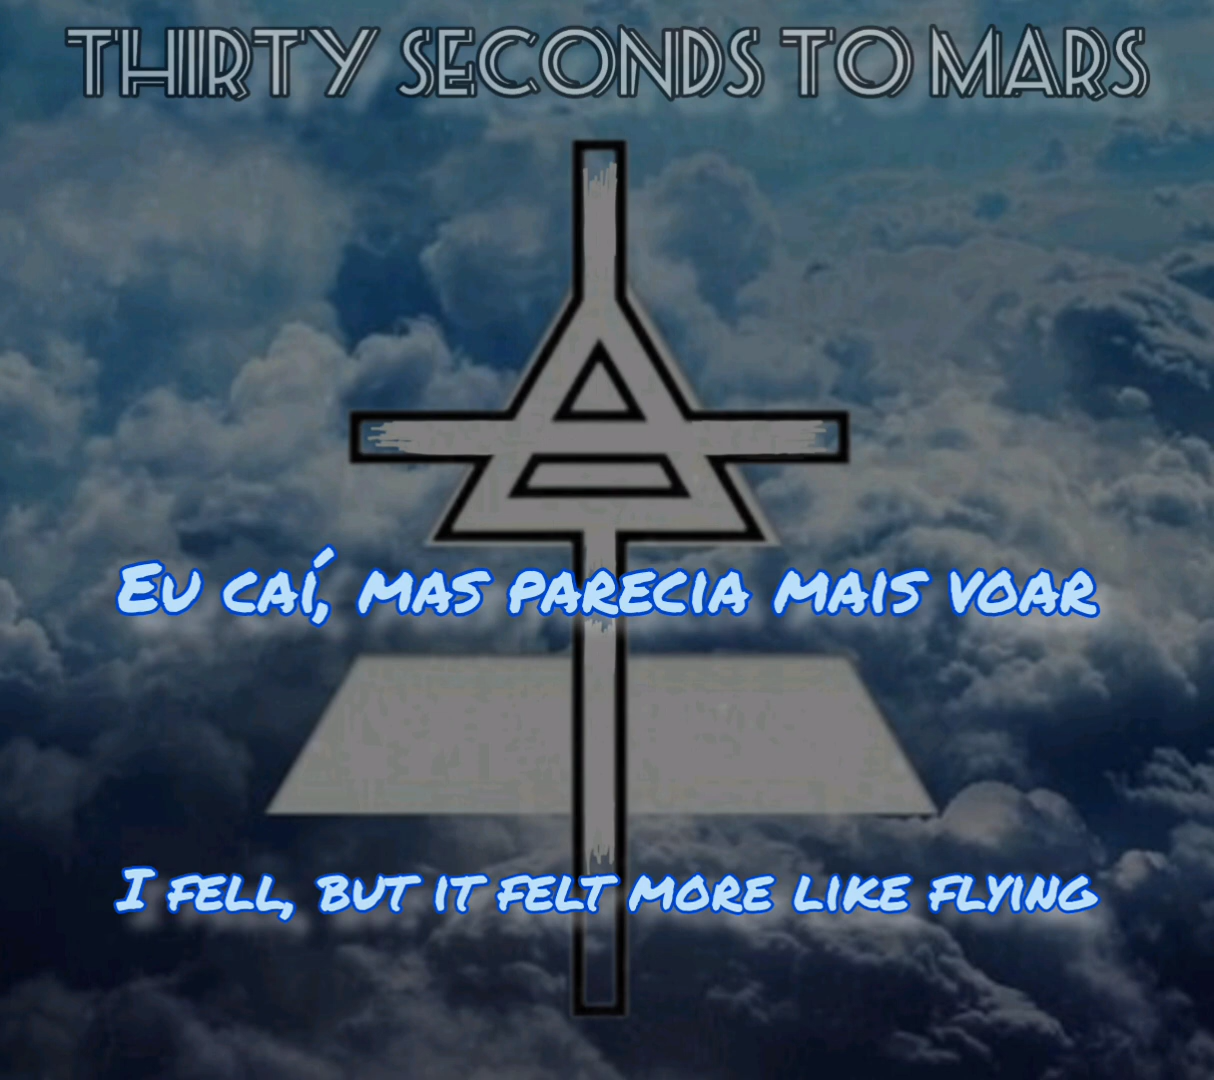 THIRTY SECONDS TO MARS
EU CAÍ, MAS PARECIA MAIS VOAR
I FELL, BUT IT FELT MORE LIKE FLYING